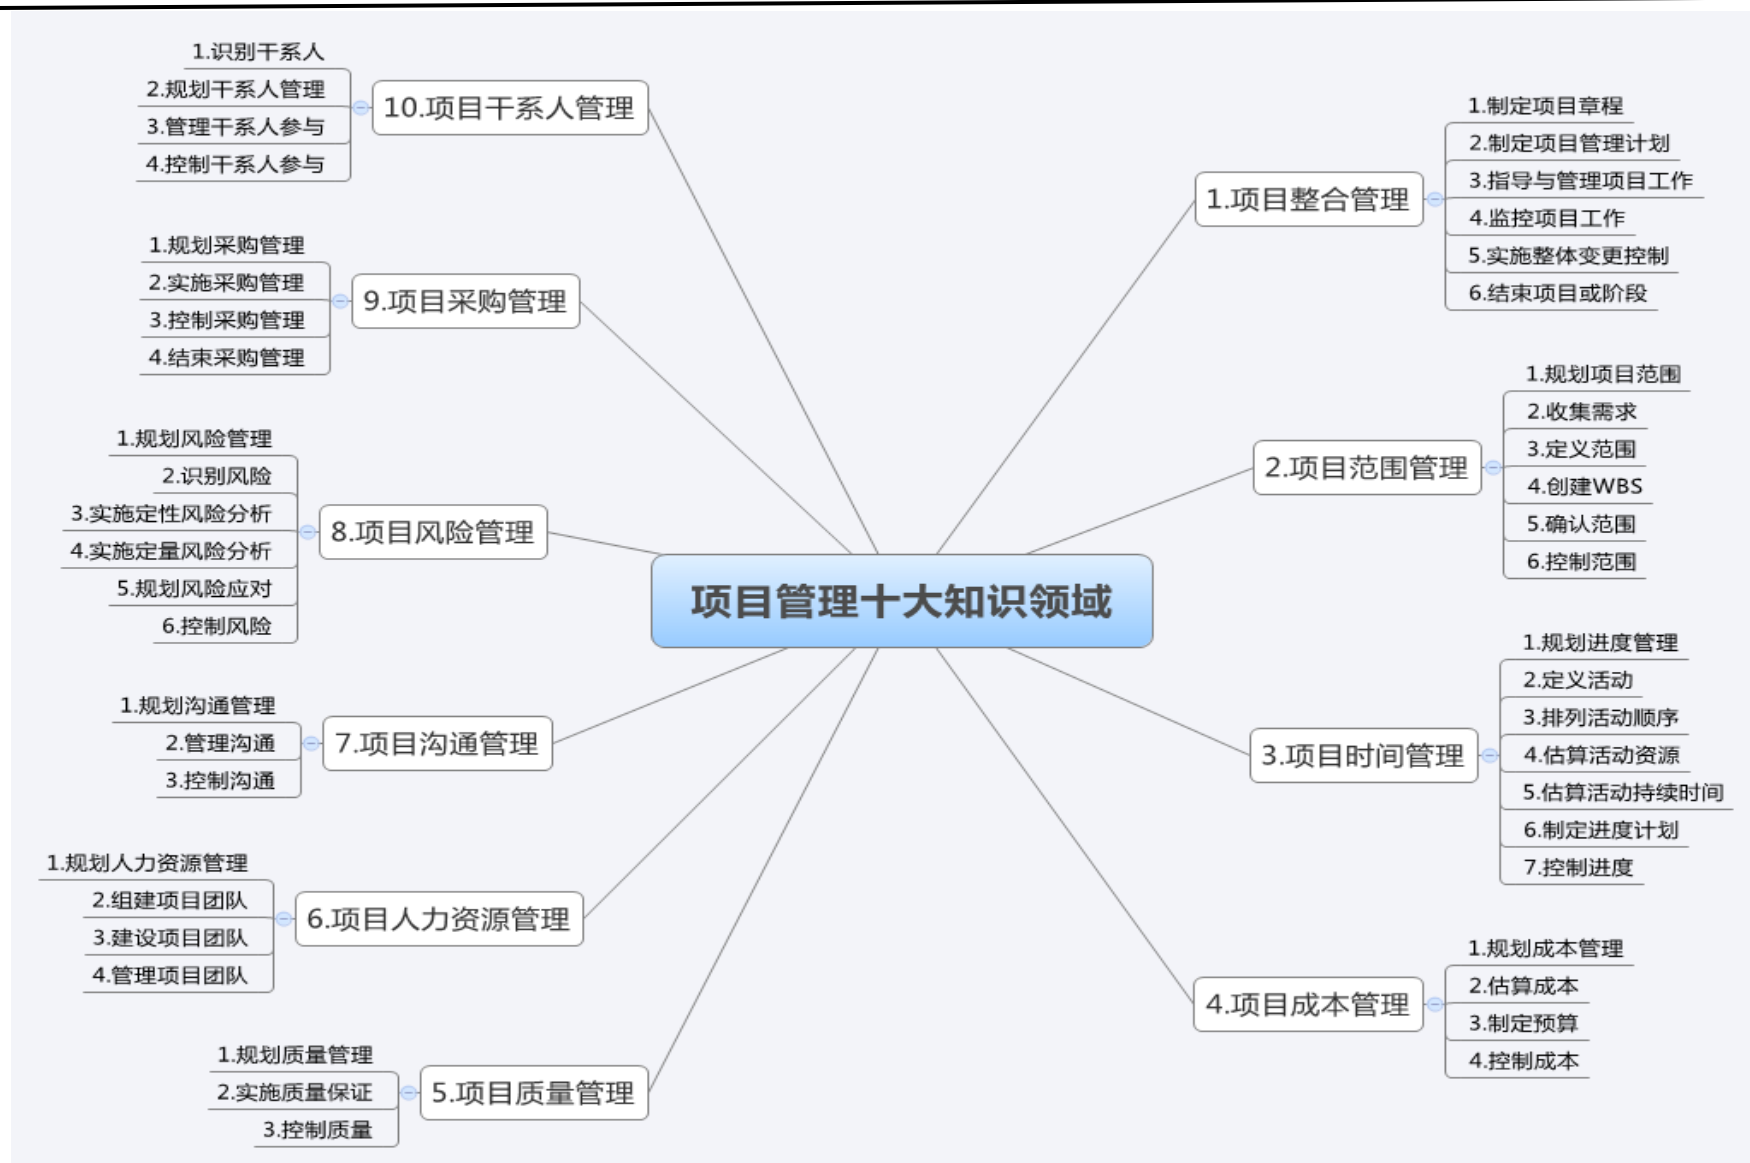 项目管理十大知识领域
1.项目整合管理
1.制定项目章程
2.制定项目管理计划
3.指导与管理项目工作
4.监控项目工作
5.实施整体变更控制
6.结束项目或阶段
2.项目范围管理
1.规划项目范围
2.收集需求
3.定义范围
4.创建WBS
5.确认范围
6.控制范围
3.项目时间管理
1.规划进度管理
2.定义活动
3.排列活动顺序
4.估算活动资源
5.估算活动持续时间
6.制定进度计划
7.控制进度
4.项目成本管理
1.规划成本管理
2.估算成本
3.制定预算
4.控制成本
5.项目质量管理
1.规划质量管理
2.实施质量保证
3.控制质量
6.项目人力资源管理
1.规划人力资源管理
2.组建项目团队
3.建设项目团队
4.管理项目团队
7.项目沟通管理
1.规划沟通管理
2.管理沟通
3.控制沟通
8.项目风险管理
1.规划风险管理
2.识别风险
3.实施定性风险分析
4.实施定量风险分析
5.规划风险应对
6.控制风险
9.项目采购管理
1.规划采购管理
2.实施采购管理
3.控制采购管理
4.结束采购管理
10.项目干系人管理
1.识别干系人
2.规划干系人管理
3.管理干系人参与
4.控制干系人参与